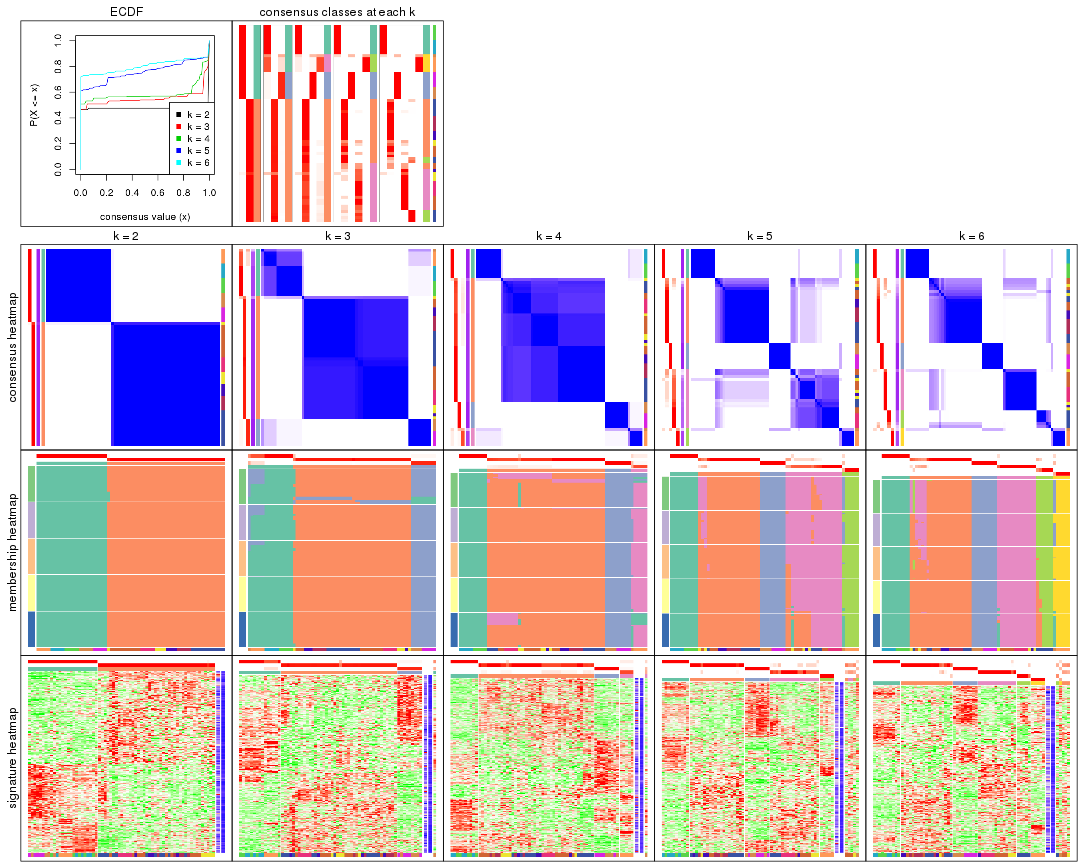 ECDF
consensus classes at each k
P(X <= x)
1.0
0.8
0.6
0.4
0.2
0.0
k = 2
k = 3
k = 4
k = 5
k = 6
0.0 0.2 0.4 0.6 0.8 1.0
consensus value (x)
k = 2
k = 3
k = 4
k = 5
k = 6
consensus heatmap
membership heatmap
signature heatmap